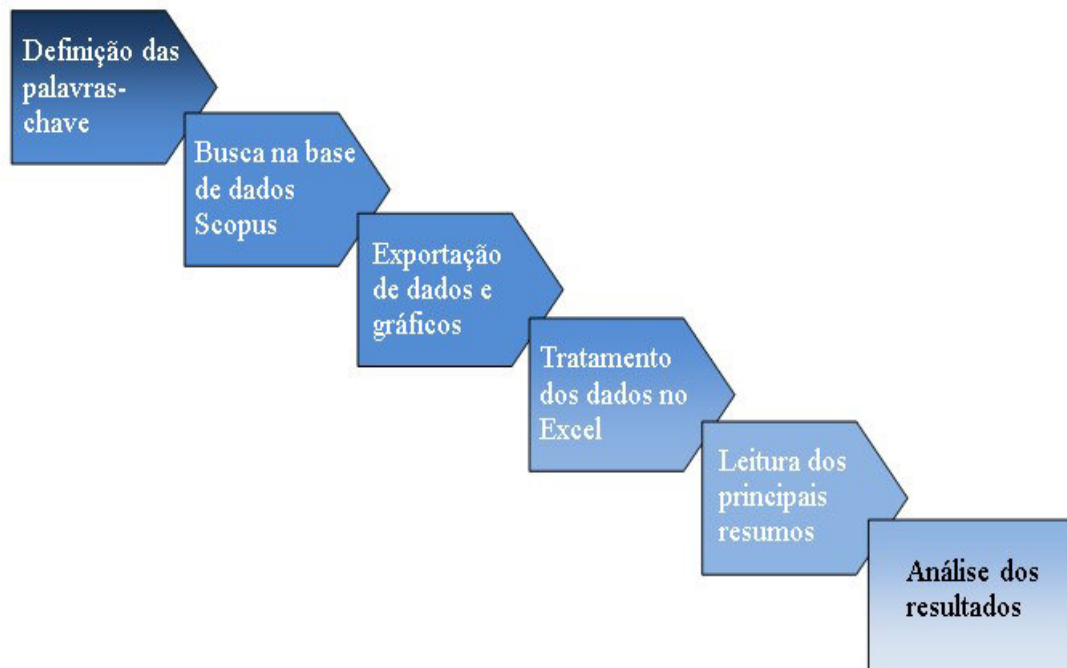 Definição das
palavras-
chave
Busca na base
de dados
Scopus
Exportação
de dados e
gráficos
Tratamento
dos dados no
Excel
Leitura dos
principais
resumos
Análise dos
resultados